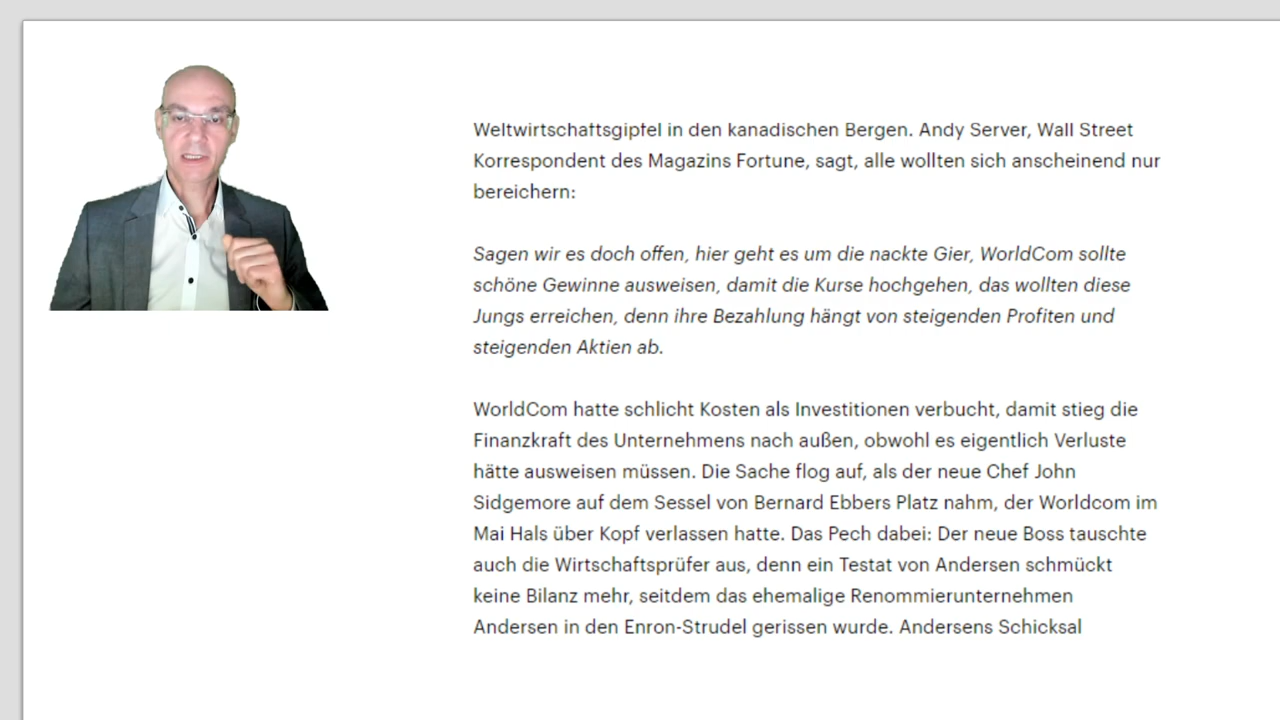 Weltwirtschaftsgipfel in den kanadischen Bergen. Andy Server, Wall Street
Korrespondent des Magazins Fortune, sagt, alle wollten sich anscheinend nur
bereichern:
Sagen wir es doch offen, hier geht es um die nackte Gier, WorldCom sollte
schöne Gewinne ausweisen, damit die Kurse hochgehen, das wollten diese
Jungs erreichen, denn ihre Bezahlung hängt von steigenden Profiten und
steigenden Aktien ab.
WorldCom hatte schlicht Kosten als Investitionen verbucht, damit stieg die
Finanzkraft des Unternehmens nach außen, obwohl es eigentlich Verluste
hätte ausweisen müssen. Die Sache flog auf, als der neue Chef John
Sidgemore auf dem Sessel von Bernard Ebbers Platz nahm, der Worldcom im
Mai Hals über Kopf verlassen hatte. Das Pech dabei: Der neue Boss tauschte
auch die Wirtschaftsprüfer aus, denn ein Testat von Andersen schmückt
keine Bilanz mehr, seitdem das ehemalige Renommierunternehmen
Andersen in den Enron-Strudel gerissen wurde. Andersens Schicksal